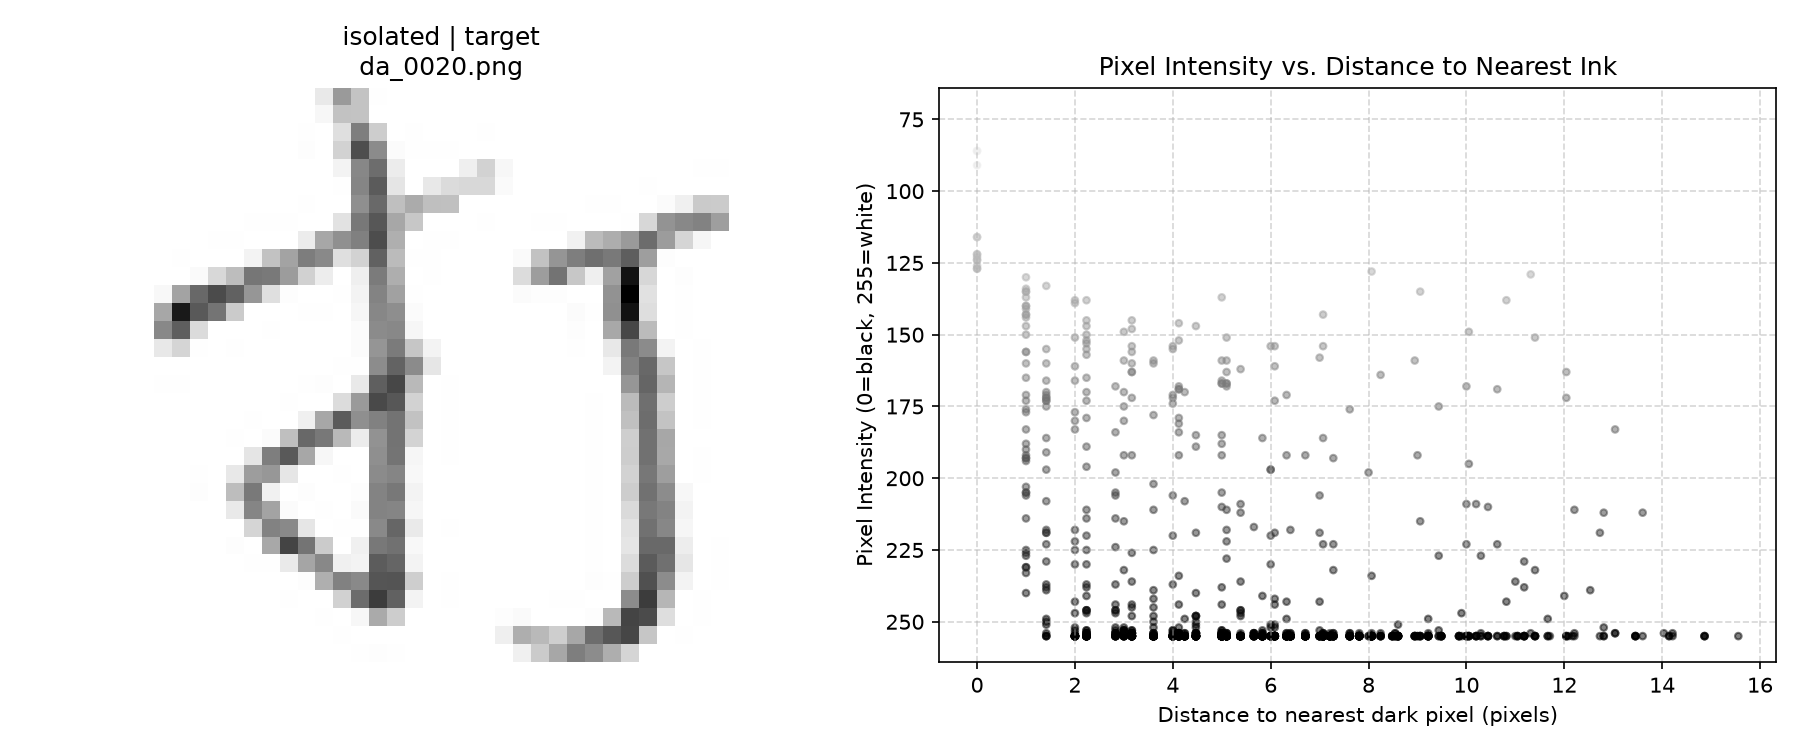 isolated | target
da_0020.png
打
Pixel Intensity vs. Distance to Nearest Ink
Pixel Intensity (0=black, 255=white)
75
100
125
150
175
200
225
250
0 2 4 6 8 10 12 14 16
Distance to nearest dark pixel (pixels)